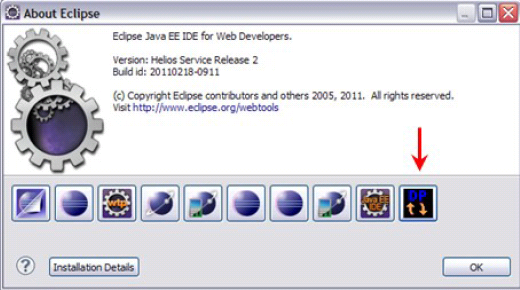 About Eclipse
Eclipse Java EE IDE for Web Developers.
Version: Helios Service Release 2
Build id: 20110218-0911
(c) Copyright Eclipse contributors and others 2005, 2011. All rights reserved.
Visit http://www.eclipse.org/webtools
wtp
Java EE
IDE
DP
?
Installation Details
OK